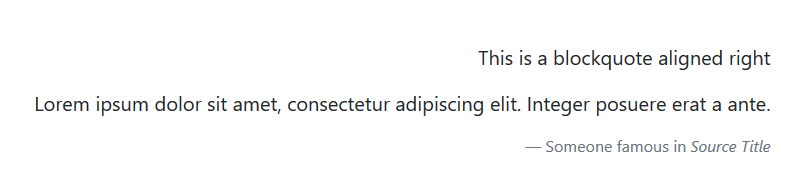 This is a blockquote aligned right
Lorem ipsum dolor sit amet, consectetur adipiscing elit. Integer posuere erat a ante.
— Someone famous in Source Title